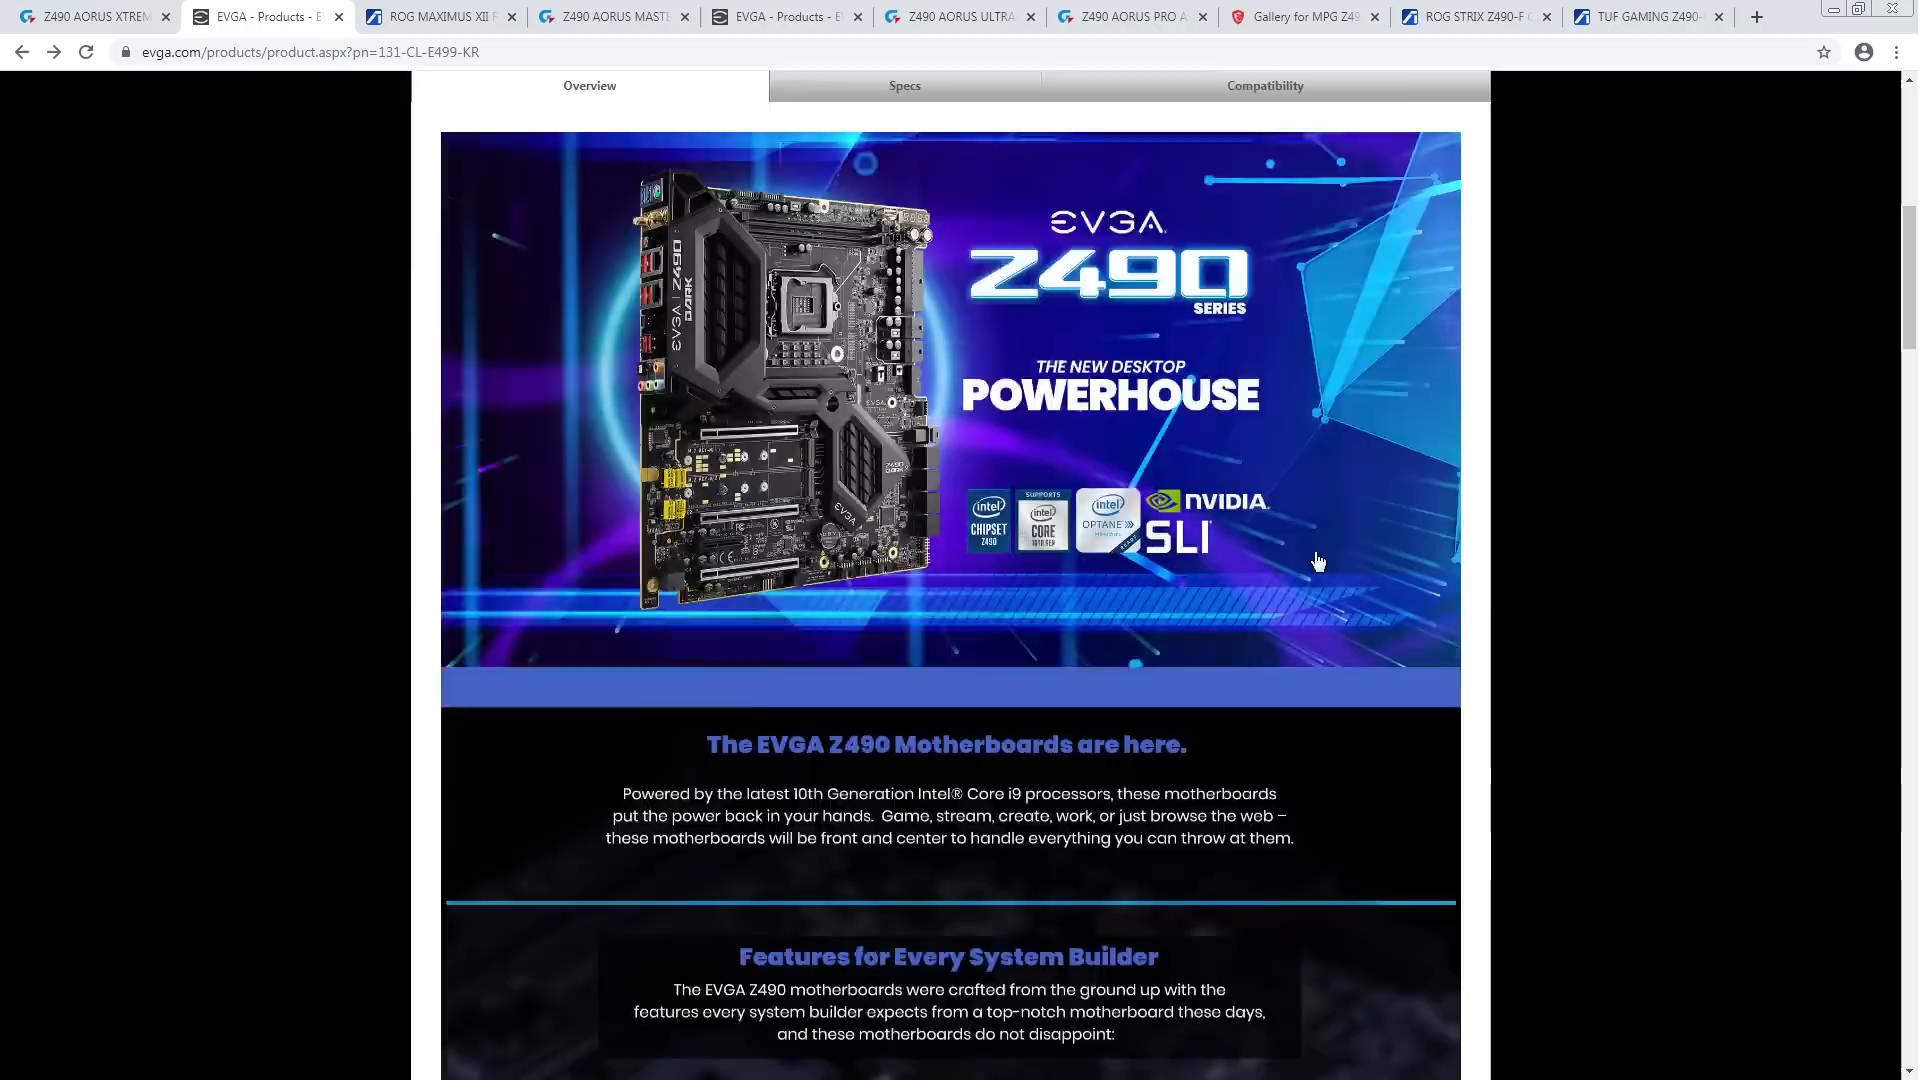 Z490 AORUS XTREM
EVGA - Products - E
ROG MAXIMUS XII F
Z490 AORUS MASTE
EVGA - Products - E
Z490 AORUS ULTRA
Z490 AORUS PRO A
Gallery for MPG Z49
ROG STRIX Z490-F G
TUF GAMING Z490-
evga.com/products/product.aspx?pn=131-CL-E499-KR
Overview
Specs
Compatibility
EVGA
Z490
SERIES
THE NEW DESKTOP
POWERHOUSE
EVGA | Z490 DARK
Z490 DARK
EVGA
intel CHIPSET Z490
SUPPORTS intel CORE 10TH GEN
intel OPTANE
NVIDIA.
SLI
The EVGA Z490 Motherboards are here.
Powered by the latest 10th Generation Intel® Core i9 processors, these motherboards
put the power back in your hands. Game, stream, create, work, or just browse the web –
these motherboards will be front and center to handle everything you can throw at them.
Features for Every System Builder
The EVGA Z490 motherboards were crafted from the ground up with the
features every system builder expects from a top-notch motherboard these days,
and these motherboards do not disappoint: